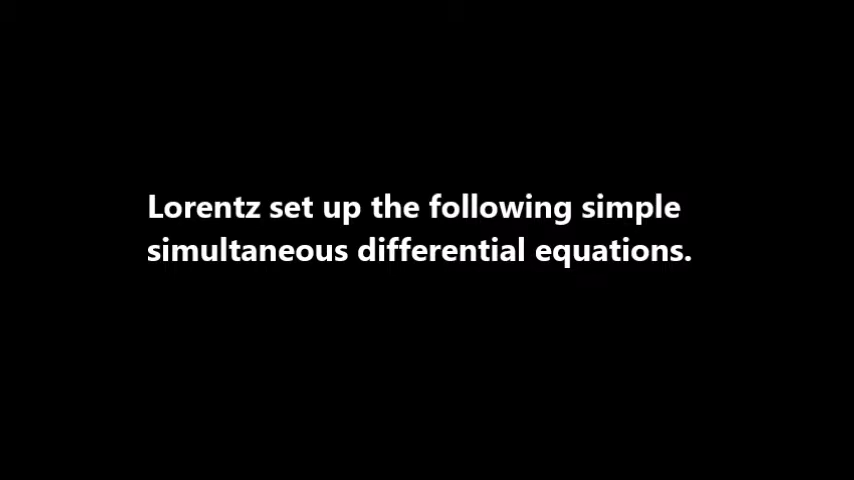 Lorentz set up the following simple
simultaneous differential equations.